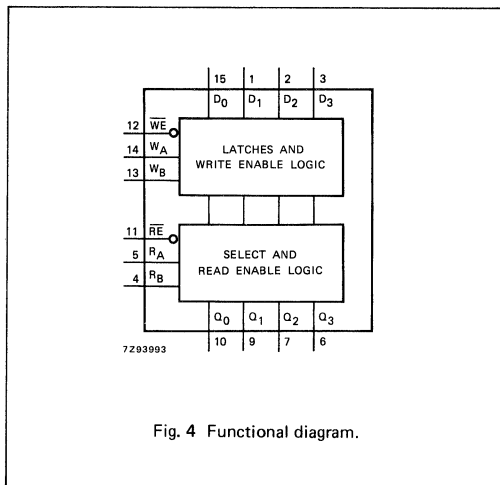 15 1 2 3
D0 D1 D2 D3
12 W̅E̅
14 WA
13 WB
LATCHES AND
WRITE ENABLE LOGIC
11 R̅E̅
5 RA
4 RB
SELECT AND
READ ENABLE LOGIC
Q0 Q1 Q2 Q3
10 9 7 6
7Z93993
Fig. 4 Functional diagram.